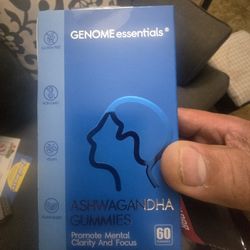 GENOME essentials®
ASHWAGANDHA
GUMMIES
Promote Mental
Clarity And Focus
60